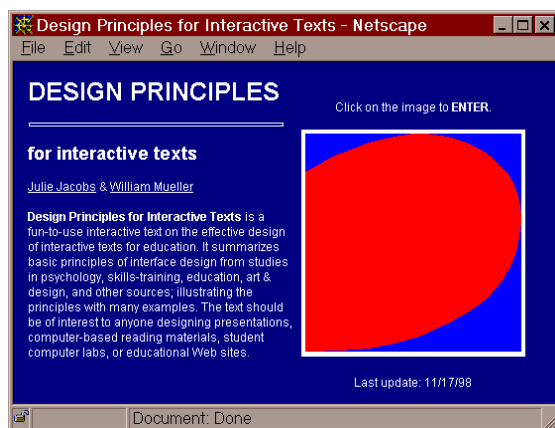 Design Principles for Interactive Texts - Netscape
File Edit View Go Window Help
DESIGN PRINCIPLES
for interactive texts
Julie Jacobs & William Mueller
Design Principles for Interactive Texts is a
fun-to-use interactive text on the effective design
of interactive texts for education. It summarizes
basic principles of interface design from studies
in psychology, skills-training, education, art &
design, and other sources; illustrating the
principles with many examples. The text should
be of interest to anyone designing presentations,
computer-based reading materials, student
computer labs, or educational Web sites.
Click on the image to ENTER.
Last update: 11/17/98
Document: Done